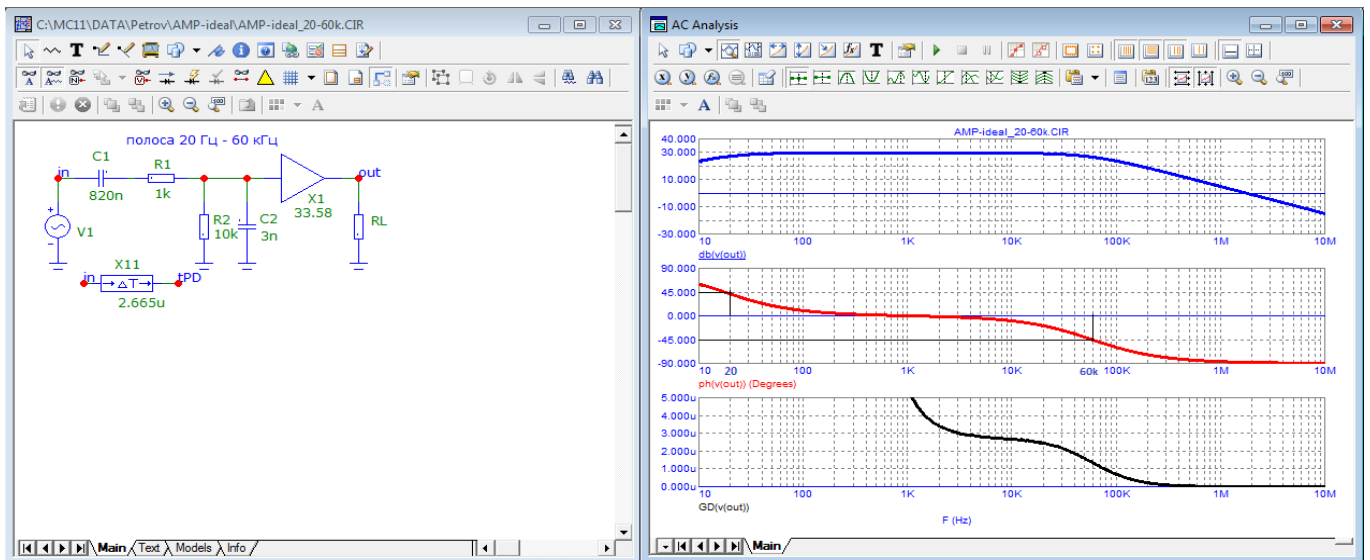 C:\MC11\DATA\Petrov\AMP-ideal\AMP-ideal_20-60k.CIR
полоса 20 Гц - 60 кГц
in
C1
820n
R1
1k
X1
33.58
out
V1
R2
10k
C2
3n
RL
X11
in
ΔT
tPD
2.665u
Main
Text
Models
Info
AC Analysis
AMP-ideal_20-60k.CIR
40.000
30.000
10.000
-10.000
-30.000
10 100 1K 10K 100K 1M 10M
db(v(out))
90.000
45.000
0.000
-45.000
-90.000
10 20 100 1K 10K 60k 100K 1M 10M
ph(v(out)) (Degrees)
5.000u
4.000u
3.000u
2.000u
1.000u
0.000u
10 100 1K 10K 100K 1M 10M
GD(v(out))
F (Hz)
Main